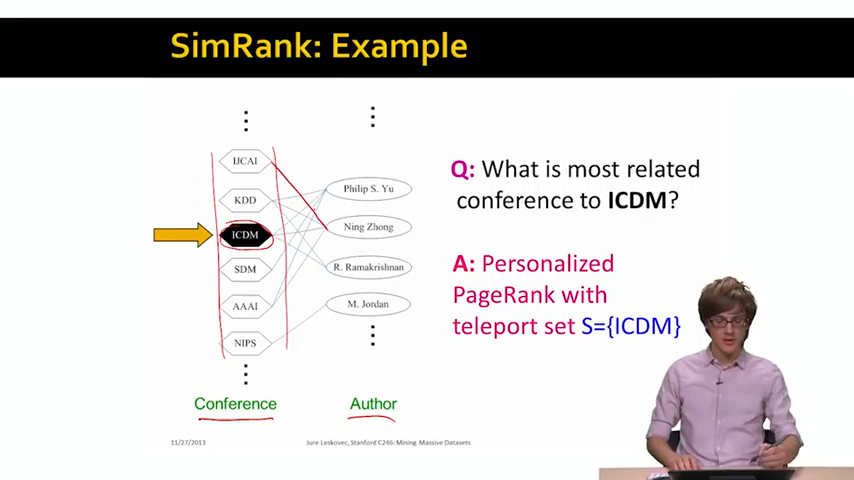 SimRank: Example
IJCAI
KDD
ICDM
SDM
AAAI
NIPS
Conference
Philip S. Yu
Ning Zhong
R. Ramakrishnan
M. Jordan
Author
Q: What is most related
conference to ICDM?
A: Personalized
PageRank with
teleport set S={ICDM}
11/27/2013
Jure Leskovec, Stanford C246: Mining Massive Datasets